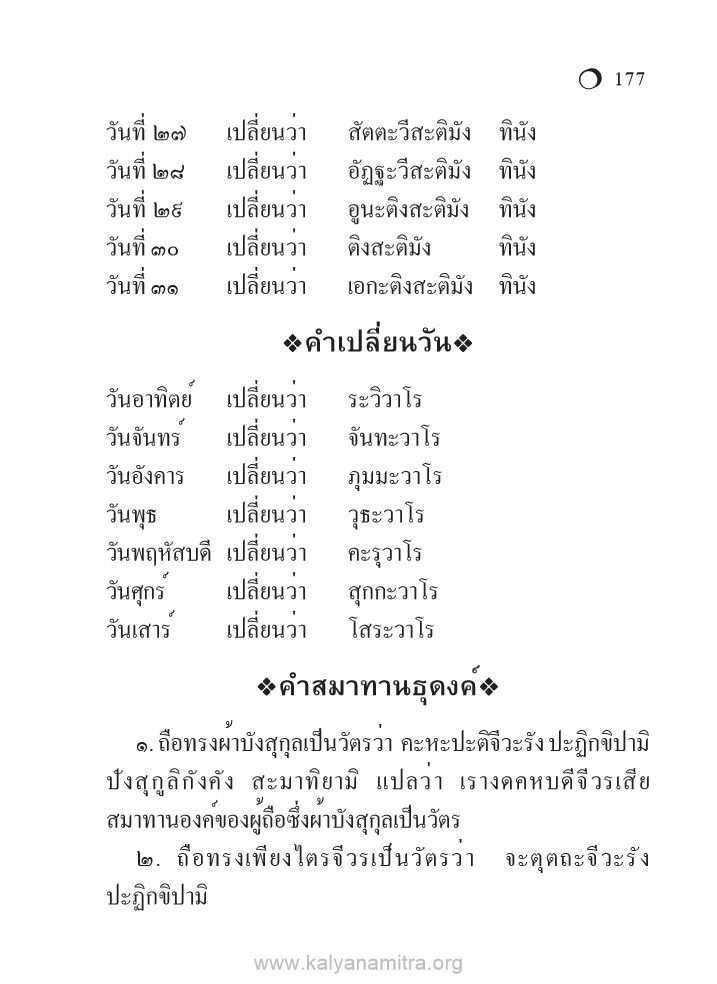 177
วันที่ ๒๗ เปลี่ยนว่า สัตตะวีสะติมัง ทินัง
วันที่ ๒๘ เปลี่ยนว่า อัฏฐะวีสะติมัง ทินัง
วันที่ ๒๙ เปลี่ยนว่า อูนะติงสะติมัง ทินัง
วันที่ ๓๐ เปลี่ยนว่า ติงสะติมัง ทินัง
วันที่ ๓๑ เปลี่ยนว่า เอกะติงสะติมัง ทินัง
❖คำเปลี่ยนวัน❖
วันอาทิตย์ เปลี่ยนว่า ระวิวาโร
วันจันทร์ เปลี่ยนว่า จันทะวาโร
วันอังคาร เปลี่ยนว่า ภุมมะวาโร
วันพุธ เปลี่ยนว่า วุธะวาโร
วันพฤหัสบดี เปลี่ยนว่า คะรุวาโร
วันศุกร์ เปลี่ยนว่า สุกกะวาโร
วันเสาร์ เปลี่ยนว่า โสระวาโร
❖คำสมาทานธุดงค์❖
๑. ถือทรงผ้าบังสุกุลเป็นวัตรว่า คะหะปะติจีวะรัง ปะฏิกขิปามิ
ปังสุกูลิกังคัง สะมาทิยามิ แปลว่า เรางดคหบดีจีวรเสีย
สมาทานองค์ของผู้ถือซึ่งผ้าบังสุกุลเป็นวัตร
๒. ถือทรงเพียงไตรจีวรเป็นวัตรว่า จะตุตถะจีวะรัง
ปะฏิกขิปามิ
www.kalyanamitra.org